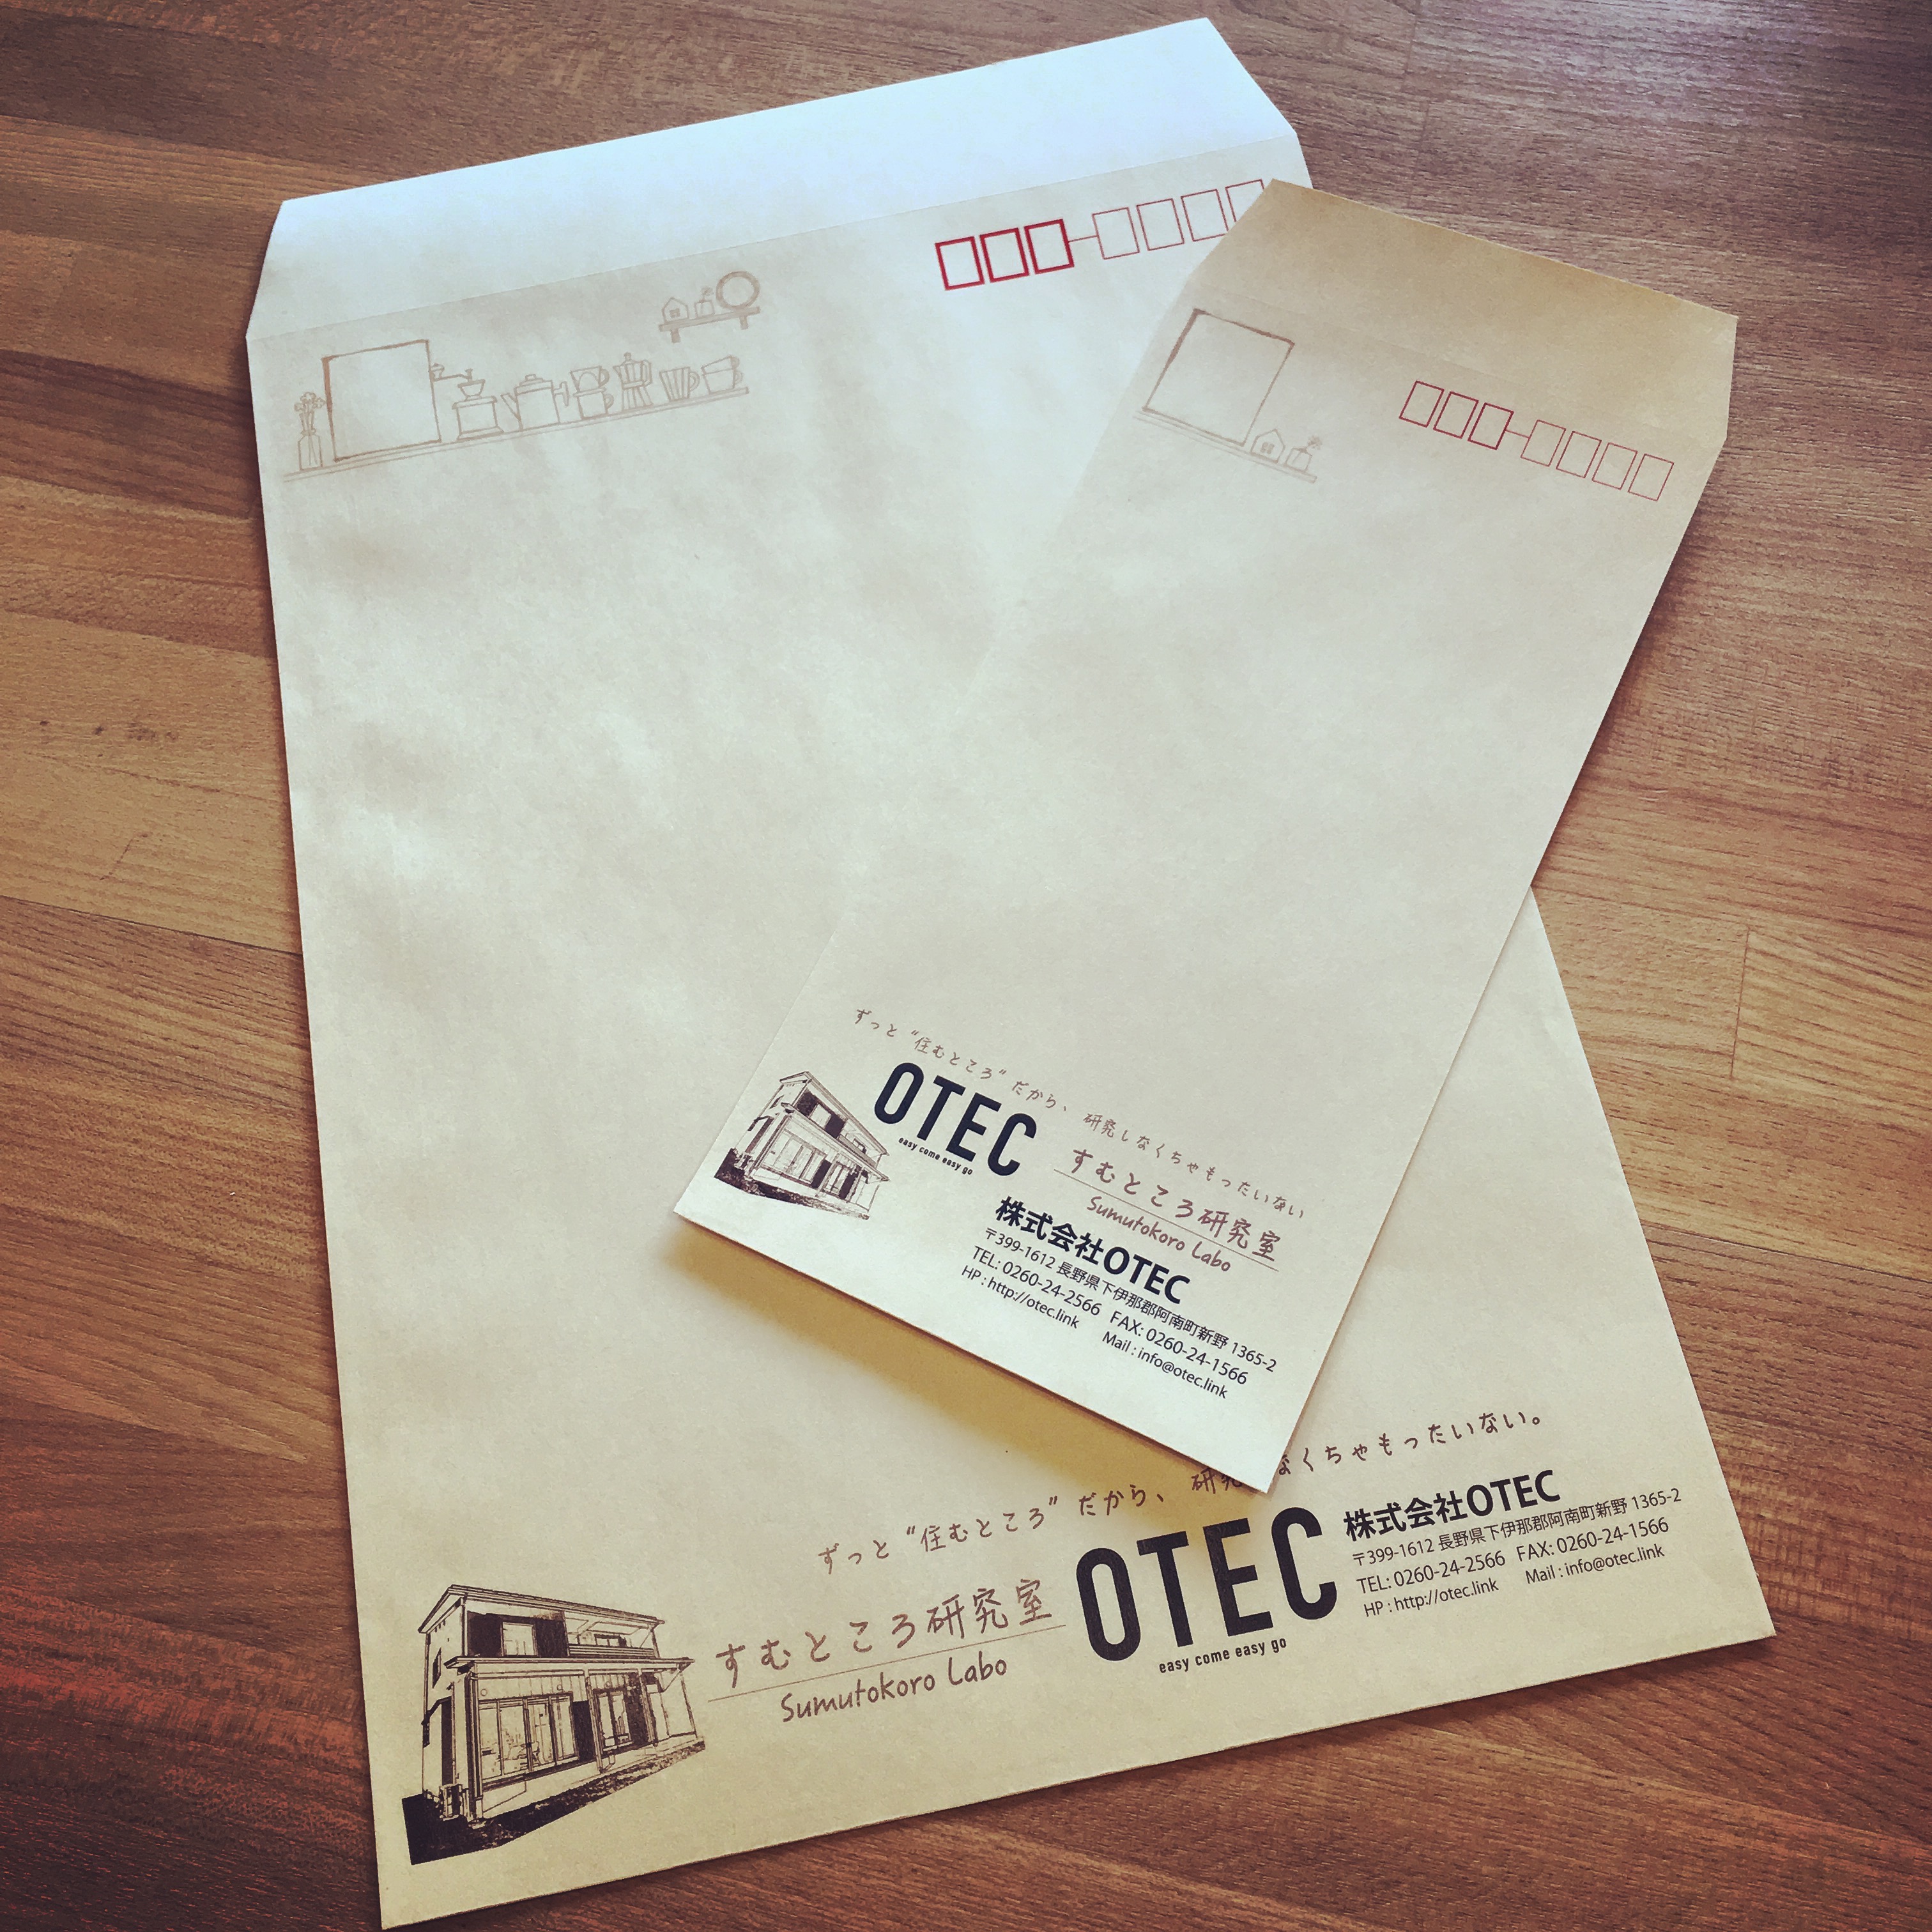 ずっと “住むところ” だから、 研究しなくちゃもったいない
OTEC
easy come easy go
すむところ研究室
Sumutokoro Labo
株式会社OTEC
〒399-1612 長野県下伊那郡阿南町新野 1365-2
TEL: 0260-24-2566 FAX: 0260-24-1566
HP : http://otec.link Mail : info@otec.link
ずっと “住むところ” だから、 研究 なくちゃもったいない。
すむところ研究室
Sumutokoro Labo
OTEC
easy come easy go
株式会社OTEC
〒399-1612 長野県下伊那郡阿南町新野 1365-2
TEL: 0260-24-2566 FAX: 0260-24-1566
HP : http://otec.link Mail : info@otec.link